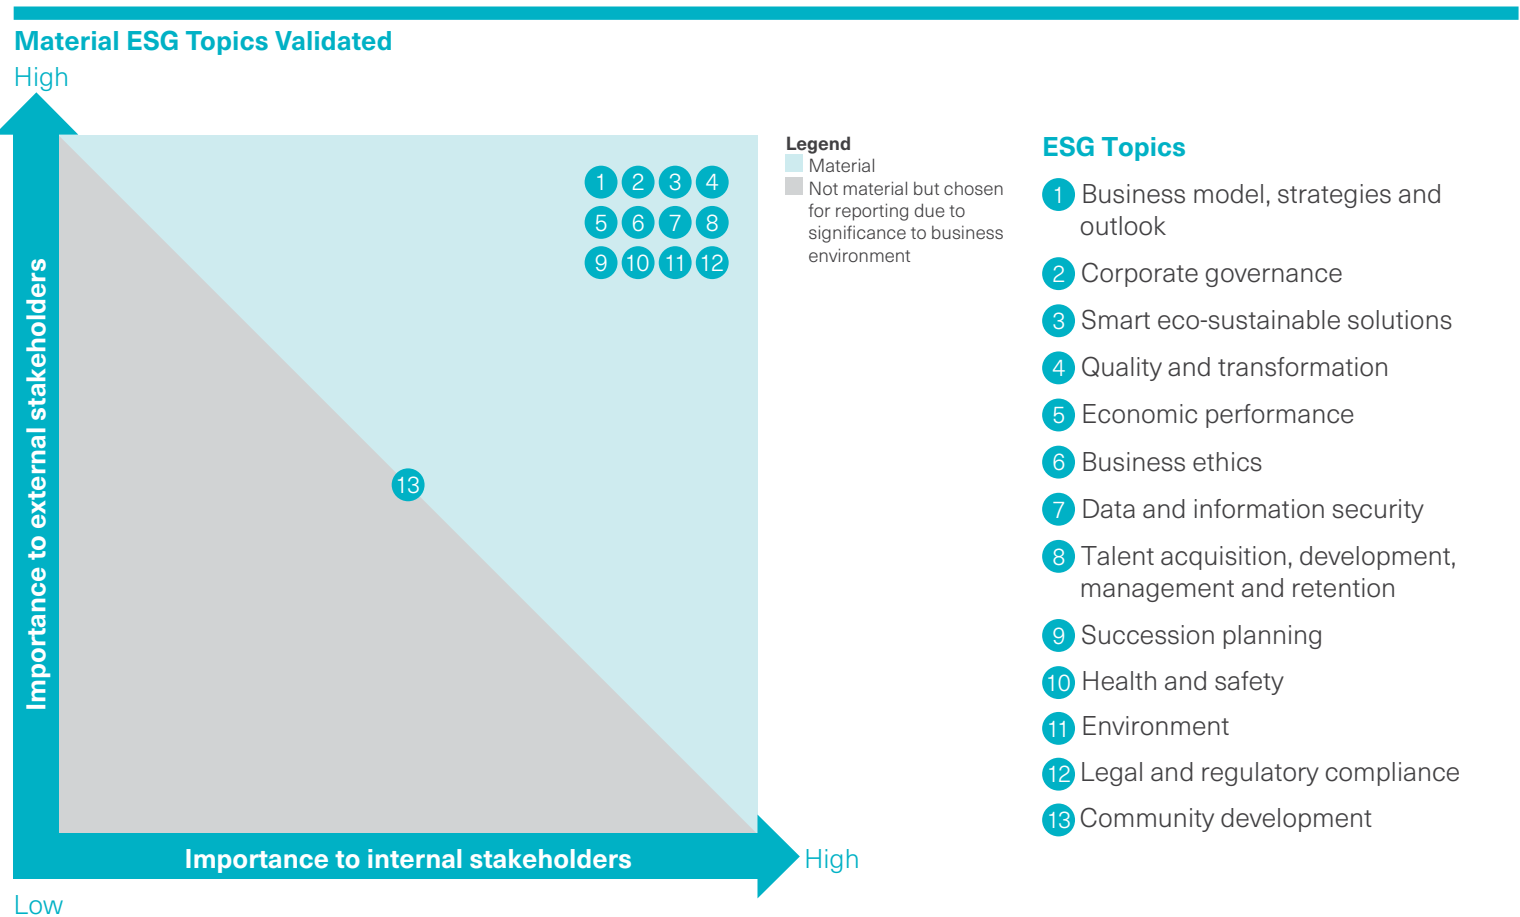 Material ESG Topics Validated
High
Importance to external stakeholders
1 2 3 4
5 6 7 8
9 10 11 12
13
Importance to internal stakeholders
High
Low
Legend
Material
Not material but chosen
for reporting due to
significance to business
environment
ESG Topics
1 Business model, strategies and
outlook
2 Corporate governance
3 Smart eco-sustainable solutions
4 Quality and transformation
5 Economic performance
6 Business ethics
7 Data and information security
8 Talent acquisition, development,
management and retention
9 Succession planning
10 Health and safety
11 Environment
12 Legal and regulatory compliance
13 Community development